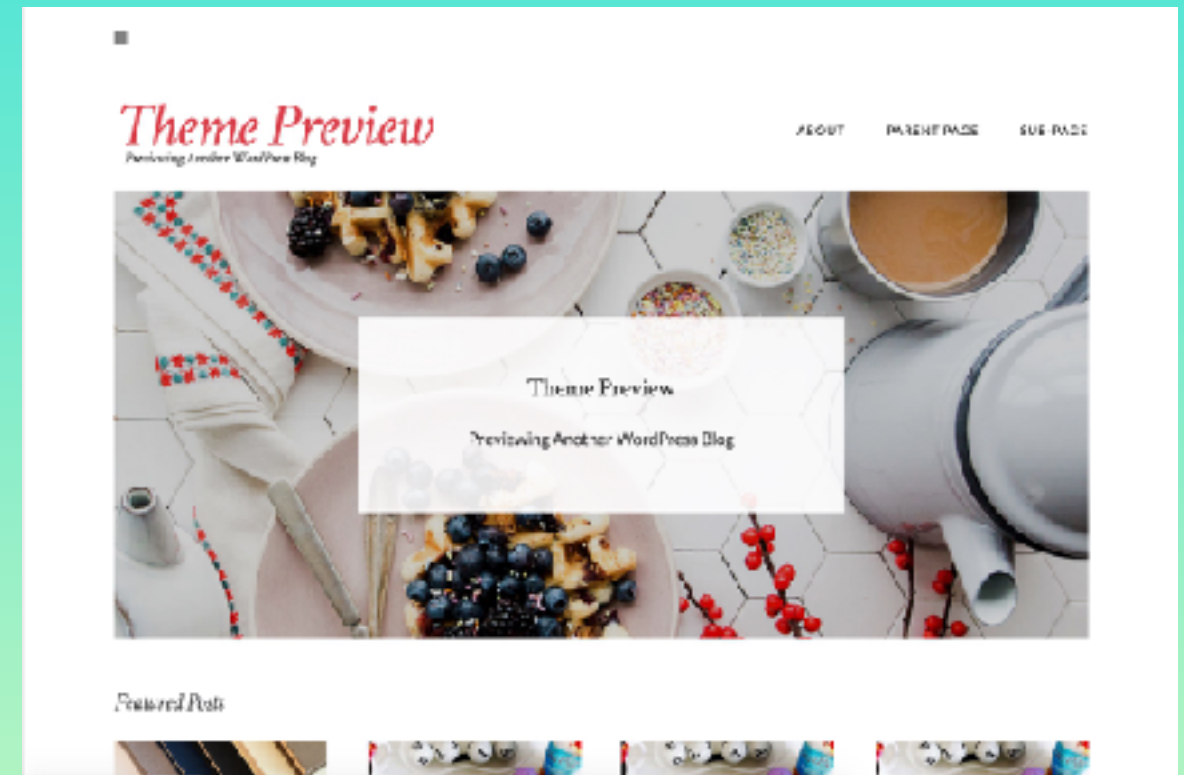 Theme Preview
Previewing Another WordPress Blog
ABOUT PARENT PAGE SUB-PAGE
Theme Preview
Previewing Another WordPress Blog
Featured Posts